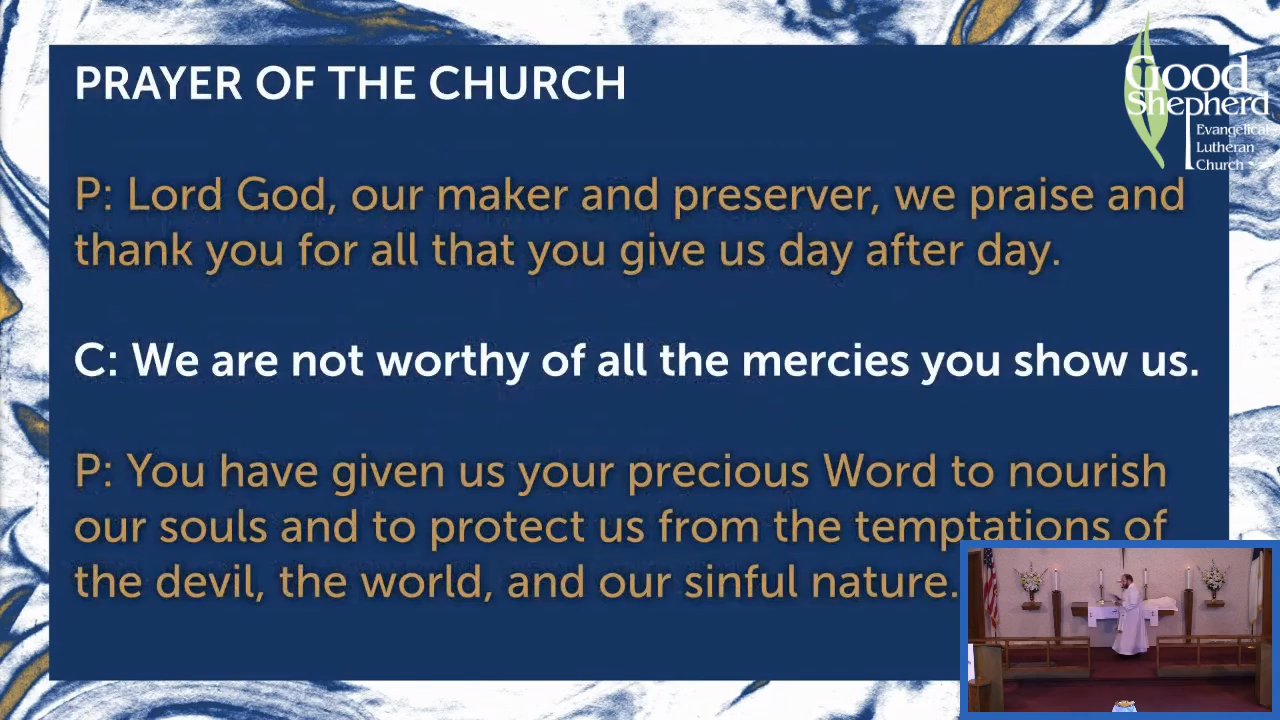 PRAYER OF THE CHURCH
Good
Shepherd
Evangelical
Lutheran
Church
P: Lord God, our maker and preserver, we praise and
thank you for all that you give us day after day.
C: We are not worthy of all the mercies you show us.
P: You have given us your precious Word to nourish
our souls and to protect us from the temptations of
the devil, the world, and our sinful nature.